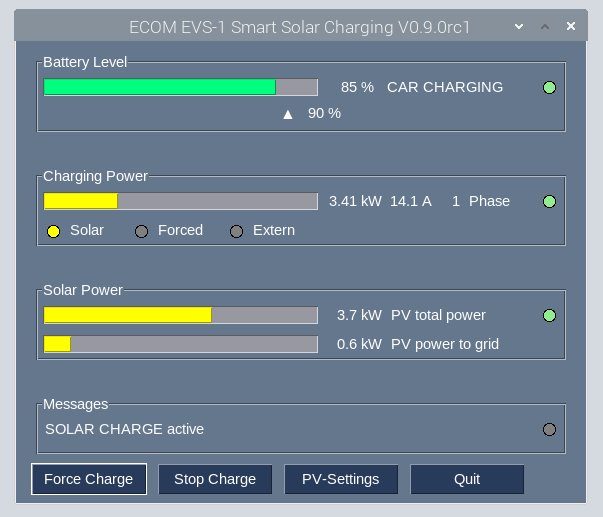 ECOM EVS-1 Smart Solar Charging V0.9.0rc1
Battery Level
85 % CAR CHARGING
▲ 90 %
Charging Power
3.41 kW 14.1 A 1 Phase
Solar Forced Extern
Solar Power
3.7 kW PV total power
0.6 kW PV power to grid
Messages
SOLAR CHARGE active
Force Charge Stop Charge PV-Settings Quit